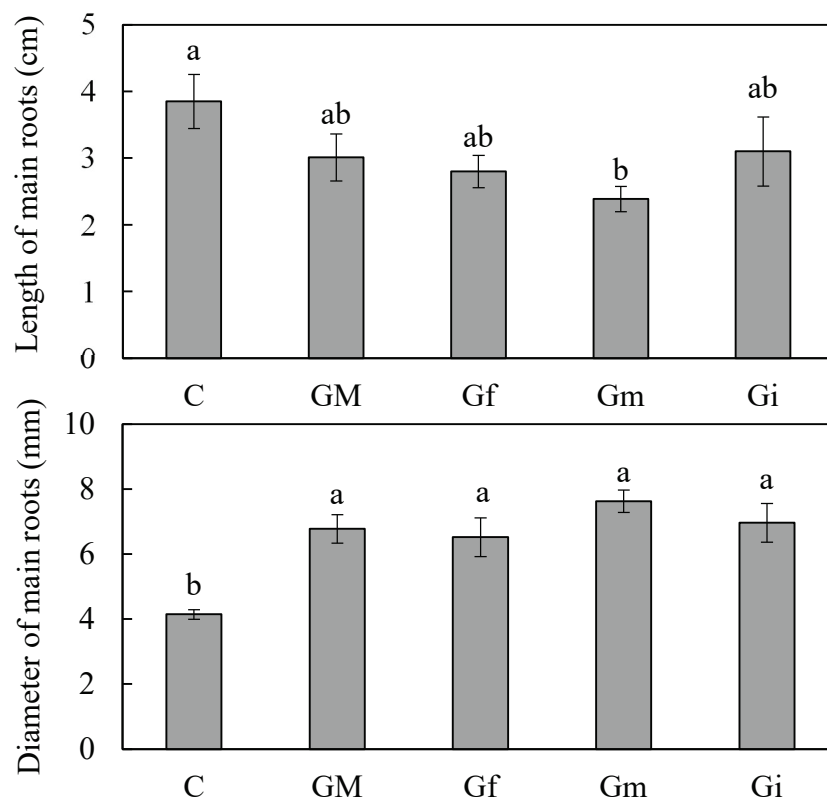 Length of main roots (cm)
5
4
3
2
1
0
a
ab
ab
b
ab
C GM Gf Gm Gi
Diameter of main roots (mm)
10
8
6
4
2
0
b
a
a
a
a
C GM Gf Gm Gi